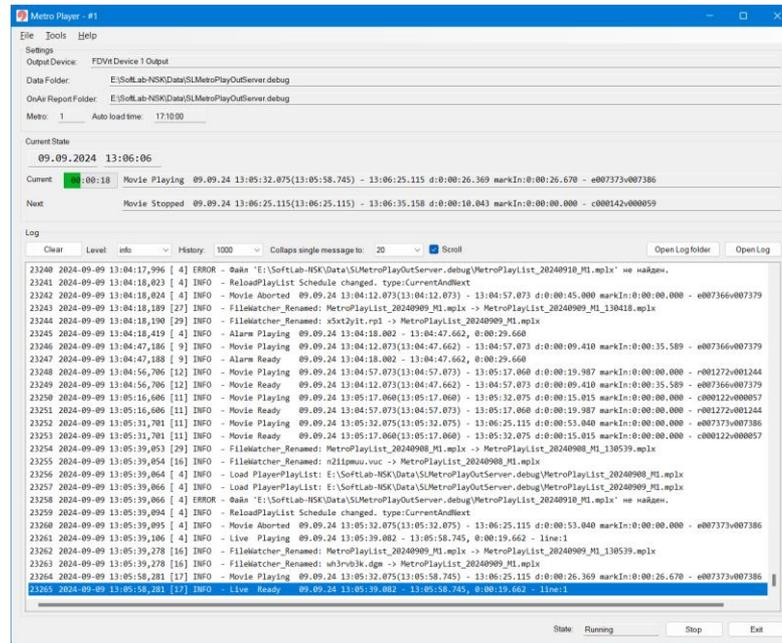 Metro Player - #1
File Tools Help
Settings
Output Device: FDVit Device 1 Output
Data Folder: E:\SoftLab-NSK\Data\SLMetroPlayOutServer.debug
OnAir Report Folder: E:\SoftLab-NSK\Data\SLMetroPlayOutServer.debug
Metro: 1 Auto load time: 17:10:00
Current State
09.09.2024 13:06:06
Current: 00:00:18 Movie Playing 09.09.24 13:05:32.075(13:05:58.745) - 13:06:25.115 d:0:00:26.369 markIn:0:00:26.670 - e007373v007386
Next Movie Stopped 09.09.24 13:06:25.115(13:06:25.115) - 13:06:35.158 d:0:00:10.043 markIn:0:00:00.000 - c000142v000059
Log
Clear Level: info History: 1000 Collaps single message to: 20 Scroll Open Log folder Open Log
23240 2024-09-09 13:04:17,996 [ 4] ERROR - Файл 'E:\SoftLab-NSK\Data\SLMetroPlayOutServer.debug\MetroPlayList_20240910_M1.mplx' не найден.
23241 2024-09-09 13:04:18,023 [ 4] INFO - ReloadPlayList Schedule changed. type:CurrentAndNext
23242 2024-09-09 13:04:18,024 [ 4] INFO - Movie Aborted 09.09.24 13:04:12.073(13:04:12.073) - 13:04:57.073 d:0:00:45.000 markIn:0:00:00.000 - e007366v007379
23243 2024-09-09 13:04:18,189 [27] INFO - FileWatcher_Renamed: MetroPlayList_20240909_M1.mplx -> MetroPlayList_20240909_M1_130418.mplx
23244 2024-09-09 13:04:18,190 [29] INFO - FileWatcher_Renamed: x5xt2yit.rp1 -> MetroPlayList_20240909_M1.mplx
23245 2024-09-09 13:04:18,419 [ 4] INFO - Alarm Playing 09.09.24 13:04:18.002 - 13:04:47.662, 0:00:29.660
23246 2024-09-09 13:04:47,186 [ 9] INFO - Movie Playing 09.09.24 13:04:12.073(13:04:47.662) - 13:04:57.073 d:0:00:09.410 markIn:0:00:35.589 - e007366v007379
23247 2024-09-09 13:04:47,188 [ 9] INFO - Alarm Ready 09.09.24 13:04:18.002 - 13:04:47.662, 0:00:29.660
23248 2024-09-09 13:04:56,706 [12] INFO - Movie Playing 09.09.24 13:04:57.073(13:04:57.073) - 13:05:17.060 d:0:00:19.987 markIn:0:00:00.000 - r001272v001244
23249 2024-09-09 13:04:56,706 [12] INFO - Movie Ready 09.09.24 13:04:12.073(13:04:47.662) - 13:04:57.073 d:0:00:09.410 markIn:0:00:35.589 - e007366v007379
23250 2024-09-09 13:05:16,606 [11] INFO - Movie Playing 09.09.24 13:05:17.060(13:05:17.060) - 13:05:32.075 d:0:00:15.015 markIn:0:00:00.000 - c000122v000057
23251 2024-09-09 13:05:16,606 [11] INFO - Movie Ready 09.09.24 13:04:57.073(13:04:57.073) - 13:05:17.060 d:0:00:19.987 markIn:0:00:00.000 - r001272v001244
23252 2024-09-09 13:05:31,701 [11] INFO - Movie Playing 09.09.24 13:05:32.075(13:05:32.075) - 13:06:25.115 d:0:00:53.040 markIn:0:00:00.000 - e007373v007386
23253 2024-09-09 13:05:31,701 [11] INFO - Movie Ready 09.09.24 13:05:17.060(13:05:17.060) - 13:05:32.075 d:0:00:15.015 markIn:0:00:00.000 - c000122v000057
23254 2024-09-09 13:05:39,053 [29] INFO - FileWatcher_Renamed: MetroPlayList_20240908_M1.mplx -> MetroPlayList_20240908_M1_130539.mplx
23255 2024-09-09 13:05:39,054 [16] INFO - FileWatcher_Renamed: n2iipmuu.vuc -> MetroPlayList_20240908_M1.mplx
23256 2024-09-09 13:05:39,064 [ 4] INFO - Load PlayerPlayList: E:\SoftLab-NSK\Data\SLMetroPlayOutServer.debug\MetroPlayList_20240908_M1.mplx
23257 2024-09-09 13:05:39,066 [ 4] INFO - Load PlayerPlayList: E:\SoftLab-NSK\Data\SLMetroPlayOutServer.debug\MetroPlayList_20240909_M1.mplx
23258 2024-09-09 13:05:39,066 [ 4] ERROR - Файл 'E:\SoftLab-NSK\Data\SLMetroPlayOutServer.debug\MetroPlayList_20240910_M1.mplx' не найден.
23259 2024-09-09 13:05:39,094 [ 4] INFO - ReloadPlayList Schedule changed. type:CurrentAndNext
23260 2024-09-09 13:05:39,095 [ 4] INFO - Movie Aborted 09.09.24 13:05:32.075(13:05:32.075) - 13:06:25.115 d:0:00:53.040 markIn:0:00:00.000 - e007373v007386
23261 2024-09-09 13:05:39,106 [ 4] INFO - Live Playing 09.09.24 13:05:39.082 - 13:05:58.745, 0:00:19.662 - line:1
23262 2024-09-09 13:05:39,278 [16] INFO - FileWatcher_Renamed: MetroPlayList_20240909_M1.mplx -> MetroPlayList_20240909_M1_130539.mplx
23263 2024-09-09 13:05:39,278 [16] INFO - FileWatcher_Renamed: wh3rvb3k.dgm -> MetroPlayList_20240909_M1.mplx
23264 2024-09-09 13:05:58,281 [17] INFO - Movie Playing 09.09.24 13:05:32.075(13:05:58.745) - 13:06:25.115 d:0:00:26.369 markIn:0:00:26.670 - e007373v007386
23265 2024-09-09 13:05:58,281 [17] INFO - Live Ready 09.09.24 13:05:39.082 - 13:05:58.745, 0:00:19.662 - line:1
State: Running Stop Exit